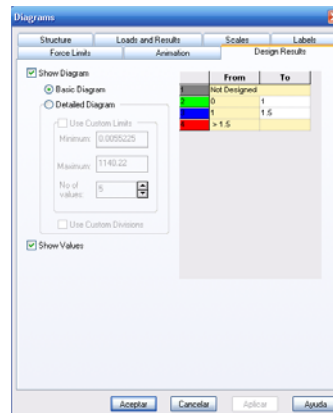 Diagrams
Structure Loads and Results Scales Labels
Force Limits Animation Design Results
Show Diagram
Basic Diagram
Detailed Diagram
Use Custom Limits
Minimum: 0.0055225
Maximum: 1140.22
No of values: 5
Use Custom Divisions
Show Values
From To
1 Not Designed
2 0 1
1 1.5
> 1.5
Aceptar Cancelar Aplicar Ayuda